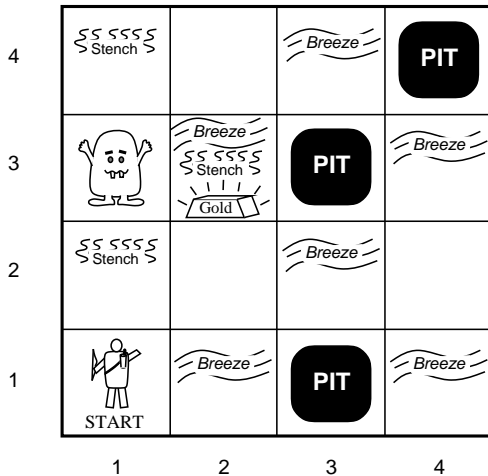 4
Stench
Breeze
PIT
3
Breeze
Stench
Gold
PIT
Breeze
2
Stench
Breeze
1
START
Breeze
PIT
Breeze
1 2 3 4